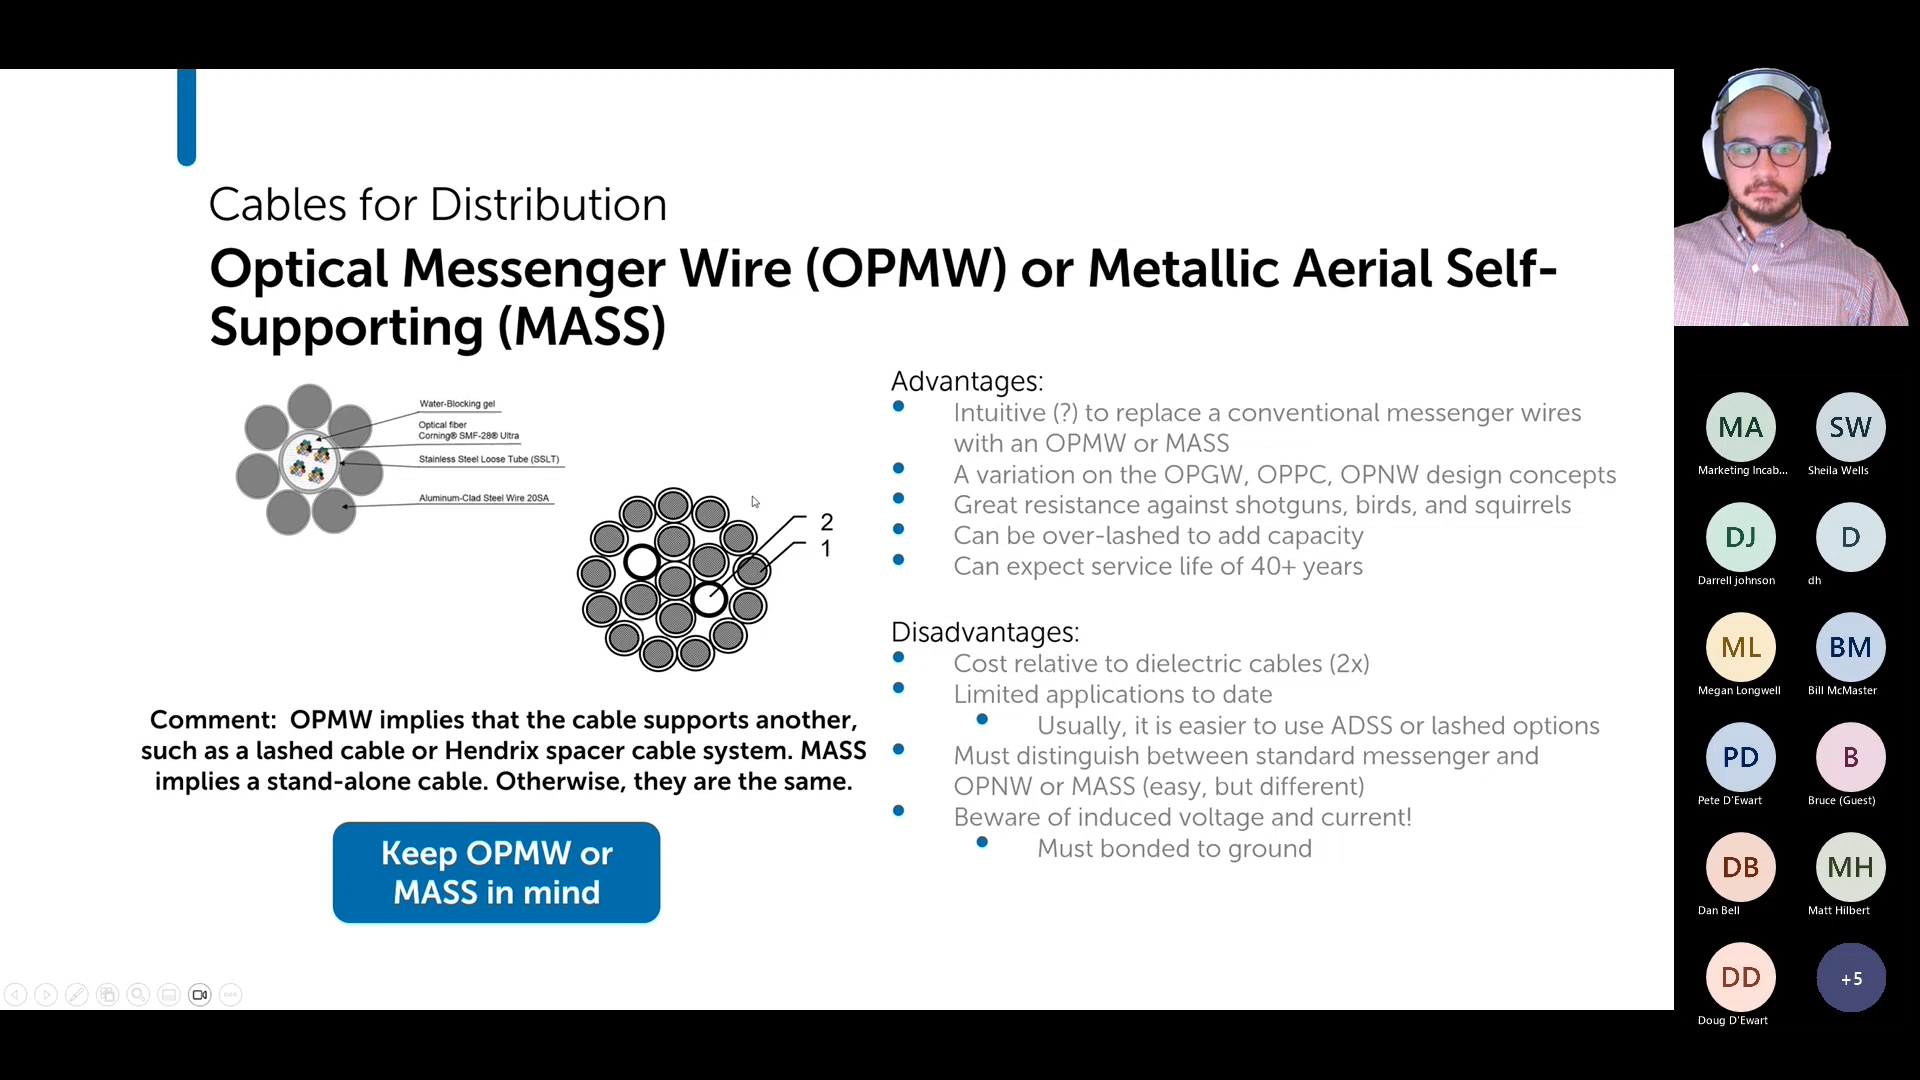 Cables for Distribution
Optical Messenger Wire (OPMW) or Metallic Aerial Self-
Supporting (MASS)
Water-Blocking gel
Optical fiber
Corning® SMF-28® Ultra
Stainless Steel Loose Tube (SSLT)
Aluminum-Clad Steel Wire 20SA
2
1
Comment: OPMW implies that the cable supports another,
such as a lashed cable or Hendrix spacer cable system. MASS
implies a stand-alone cable. Otherwise, they are the same.
Keep OPMW or
MASS in mind
Advantages:
Intuitive (?) to replace a conventional messenger wires
with an OPMW or MASS
A variation on the OPGW, OPPC, OPNW design concepts
Great resistance against shotguns, birds, and squirrels
Can be over-lashed to add capacity
Can expect service life of 40+ years
Disadvantages:
Cost relative to dielectric cables (2x)
Limited applications to date
Usually, it is easier to use ADSS or lashed options
Must distinguish between standard messenger and
OPNW or MASS (easy, but different)
Beware of induced voltage and current!
Must bonded to ground
MA
Marketing Incab...
SW
Sheila Wells
DJ
Darrell johnson
D
dh
ML
Megan Longwell
BM
Bill McMaster
PD
Pete D'Ewart
B
Bruce (Guest)
DB
Dan Bell
MH
Matt Hilbert
DD
Doug D'Ewart
+5